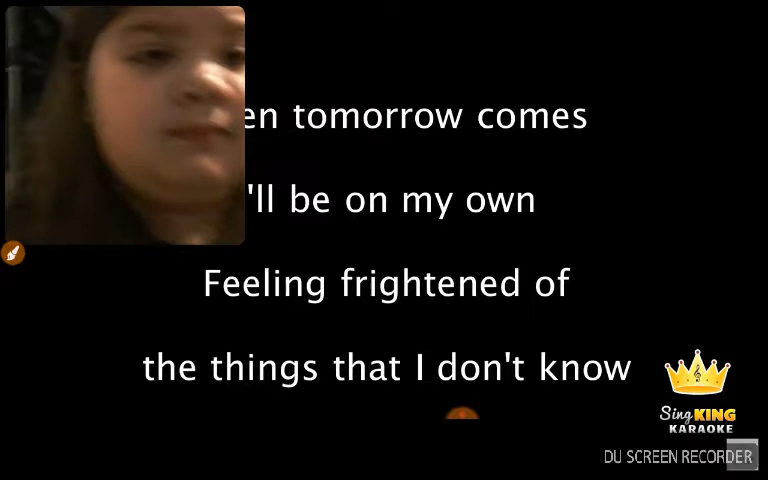 en tomorrow comes
'll be on my own
Feeling frightened of
the things that I don't know
Sing KING
KARAOKE
DU SCREEN RECORDER